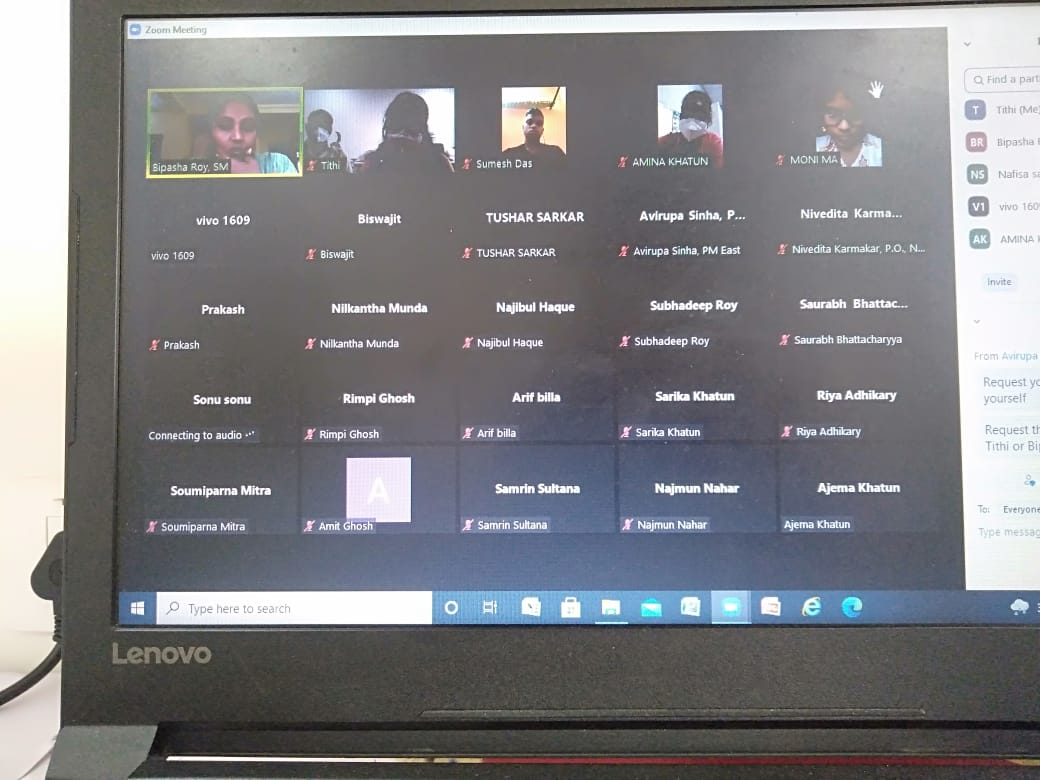 Zoom Meeting
Bipasha Roy, SM
Tithi
Sumesh Das
AMINA KHATUN
MONI MA
vivo 1609
Biswajit
TUSHAR SARKAR
Avirupa Sinha, P...
Nivedita Karma...
vivo 1609
Biswajit
TUSHAR SARKAR
Avirupa Sinha, PM East
Nivedita Karmakar, P.O., N...
Prakash
Nilkantha Munda
Najibul Haque
Subhadeep Roy
Saurabh Bhattac...
Prakash
Nilkantha Munda
Najibul Haque
Subhadeep Roy
Saurabh Bhattacharyya
Sonu sonu
Rimpi Ghosh
Arif billa
Sarika Khatun
Riya Adhikary
Connecting to audio
Rimpi Ghosh
Arif billa
Sarika Khatun
Riya Adhikary
Soumiparna Mitra
A
Samrin Sultana
Najmun Nahar
Ajema Khatun
Soumiparna Mitra
Amit Ghosh
Samrin Sultana
Najmun Nahar
Ajema Khatun
Find a part
T Tithi (Me)
BR Bipasha
NS Nafisa sa
V1 vivo 160
AK AMINA
Invite
From Avirupa
Request yo
yourself
Request th
Tithi or Bi
To: Everyone
Type messag
Type here to search
Lenovo